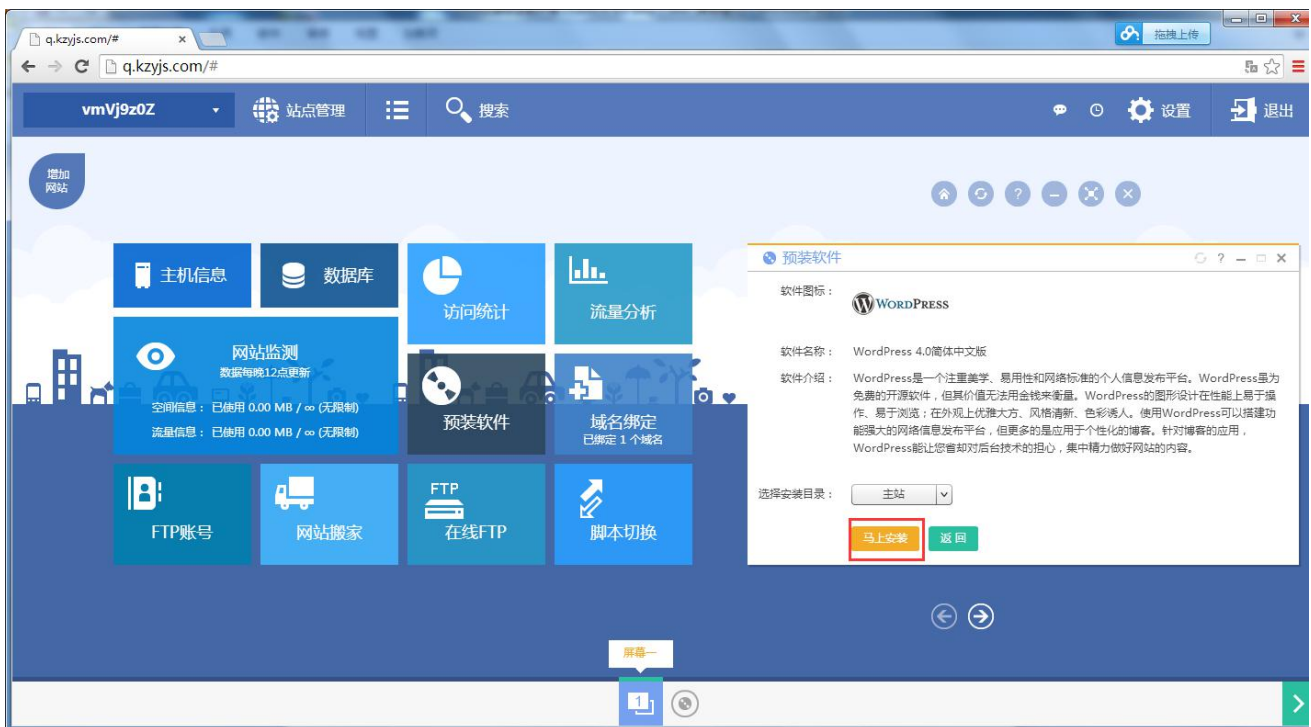 q.kzyjs.com/#
拖拽上传
q.kzyjs.com/#
vmVj9z0Z
站点管理
搜索
设置
退出
增加
网站
主机信息
数据库
访问统计
流量分析
网站监测
数据每晚12点更新
空间信息： 已使用 0.00 MB / ∞ (无限制)
流量信息： 已使用 0.00 MB / ∞ (无限制)
预装软件
域名绑定
已绑定 1 个域名
FTP账号
网站搬家
FTP
在线FTP
脚本切换
预装软件
软件图标：
WORDPRESS
软件名称： WordPress 4.0简体中文版
软件介绍： WordPress是一个注重美学、易用性和网络标准的个人信息发布平台。WordPress虽为
免费的开源软件，但其价值无法用金钱来衡量。WordPress的图形设计在性能上易于操
作、易于浏览；在外观上优雅大方、风格清新、色彩诱人。使用WordPress可以搭建功
能强大的网络信息发布平台，但更多的是应用于个性化的博客。针对博客的应用，
WordPress能让您省却对后台技术的担心，集中精力做好网站的内容。
选择安装目录： 主站
马上安装 返回
屏幕一
1